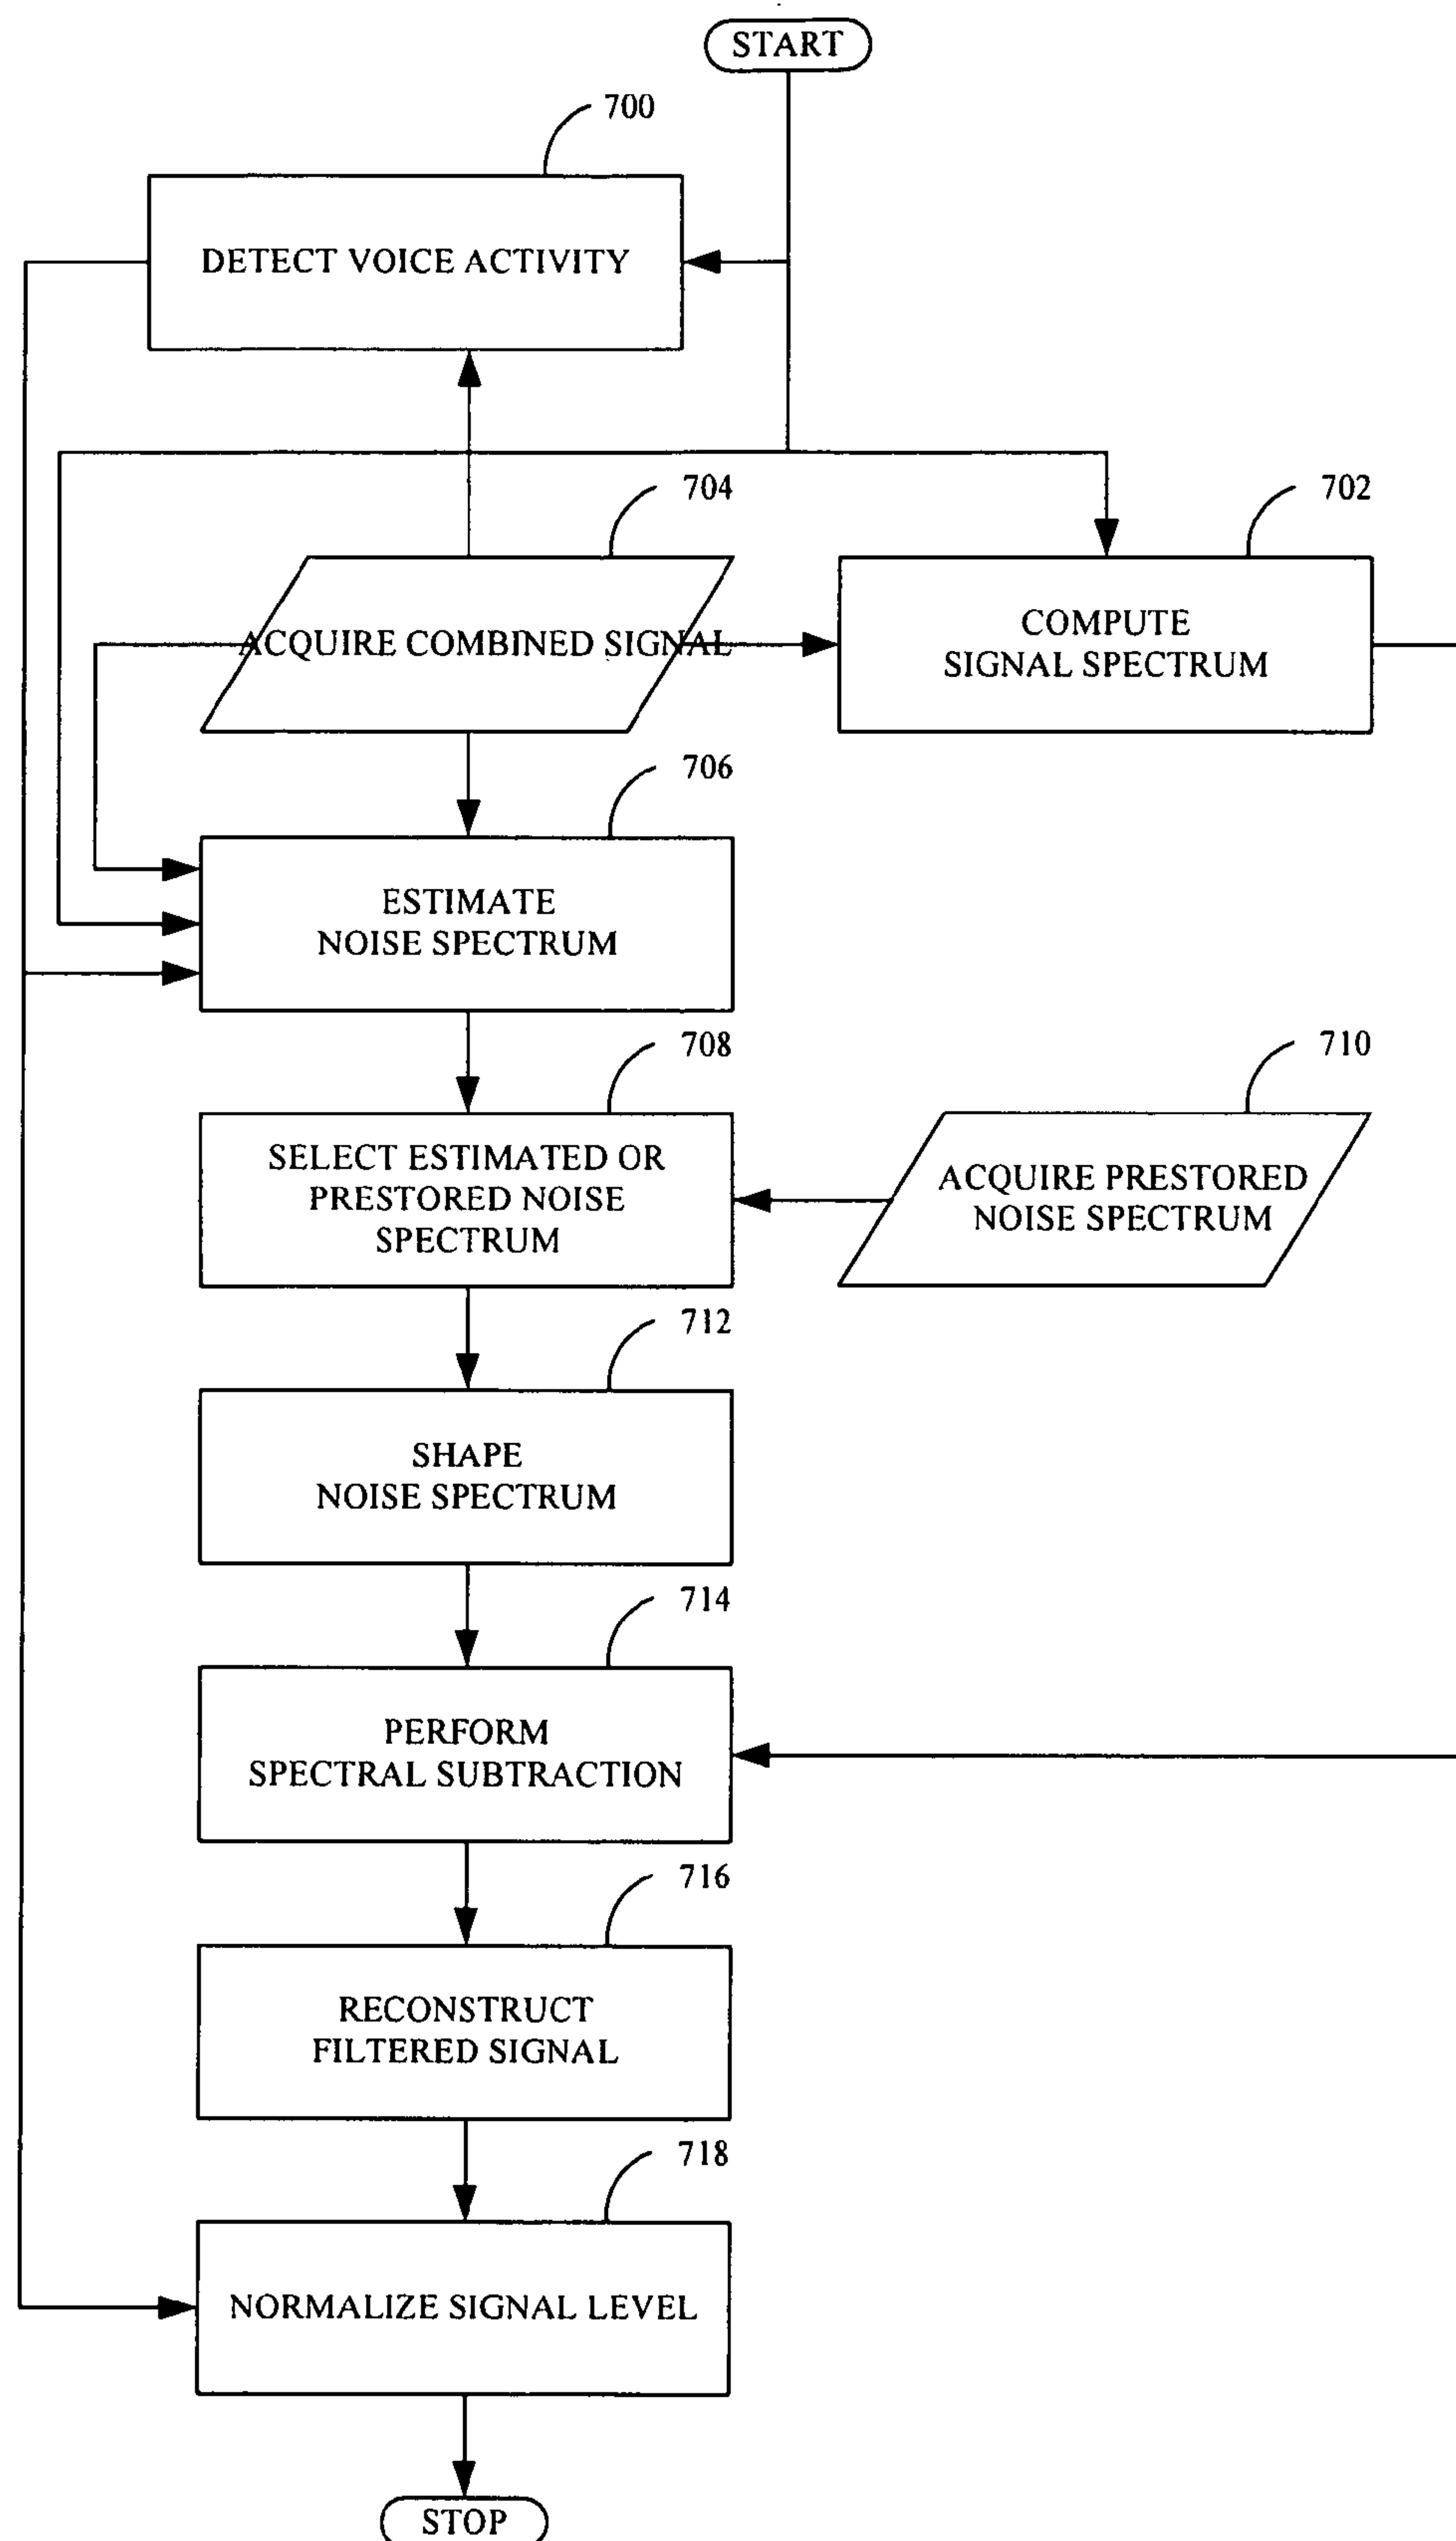 START
700
DETECT VOICE ACTIVITY
704
702
ACQUIRE COMBINED SIGNAL
COMPUTE
SIGNAL SPECTRUM
706
ESTIMATE
NOISE SPECTRUM
708
710
SELECT ESTIMATED OR
PRESTORED NOISE
SPECTRUM
ACQUIRE PRESTORED
NOISE SPECTRUM
712
SHAPE
NOISE SPECTRUM
714
PERFORM
SPECTRAL SUBTRACTION
716
RECONSTRUCT
FILTERED SIGNAL
718
NORMALIZE SIGNAL LEVEL
STOP